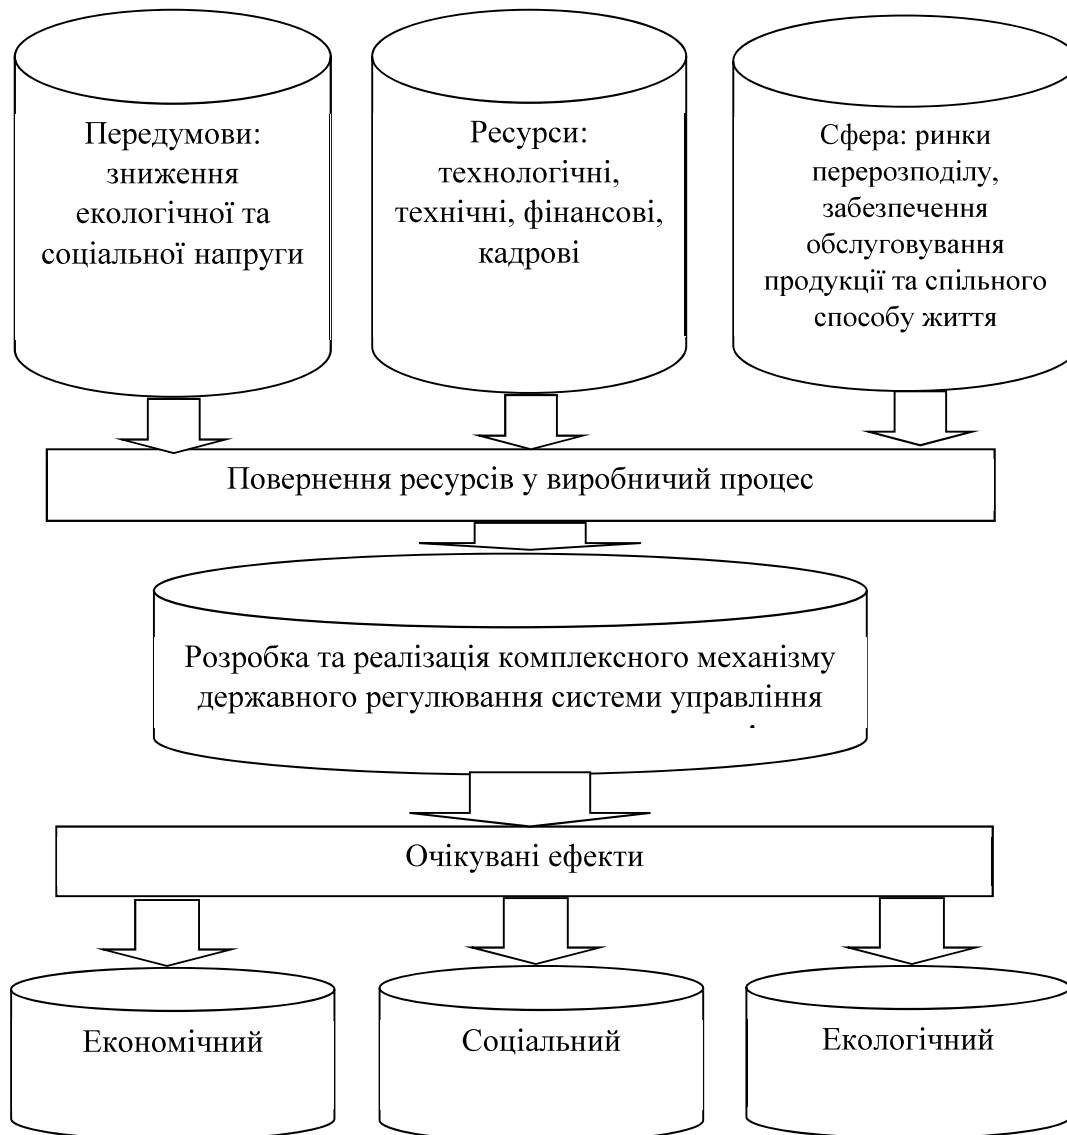 Передумови:
зниження
екологічної та
соціальної напруги
Ресурси:
технологічні,
технічні, фінансові,
кадрові
Сфера: ринки
перерозподілу,
забезпечення
обслуговування
продукції та спільного
способу життя
Повернення ресурсів у виробничий процес
Розробка та реалізація комплексного механізму
державного регулювання системи управління
Очікувані ефекти
Економічний
Соціальний
Екологічний